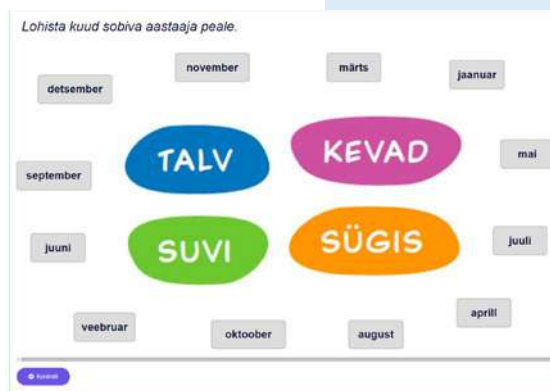 Lohista kuud sobiva aastaaja peale.
november
märts
jaanuar
detsember
TALV
KEVAD
mai
september
juuni
SUVI
SÜGIS
juuli
aprill
veebruar
oktoober
august